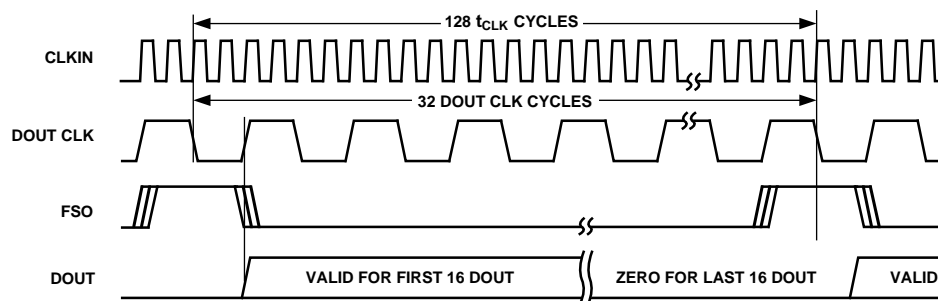 128 tCLK CYCLES
CLKIN
32 DOUT CLK CYCLES
DOUT CLK
FSO
DOUT
VALID FOR FIRST 16 DOUT
ZERO FOR LAST 16 DOUT
VALID